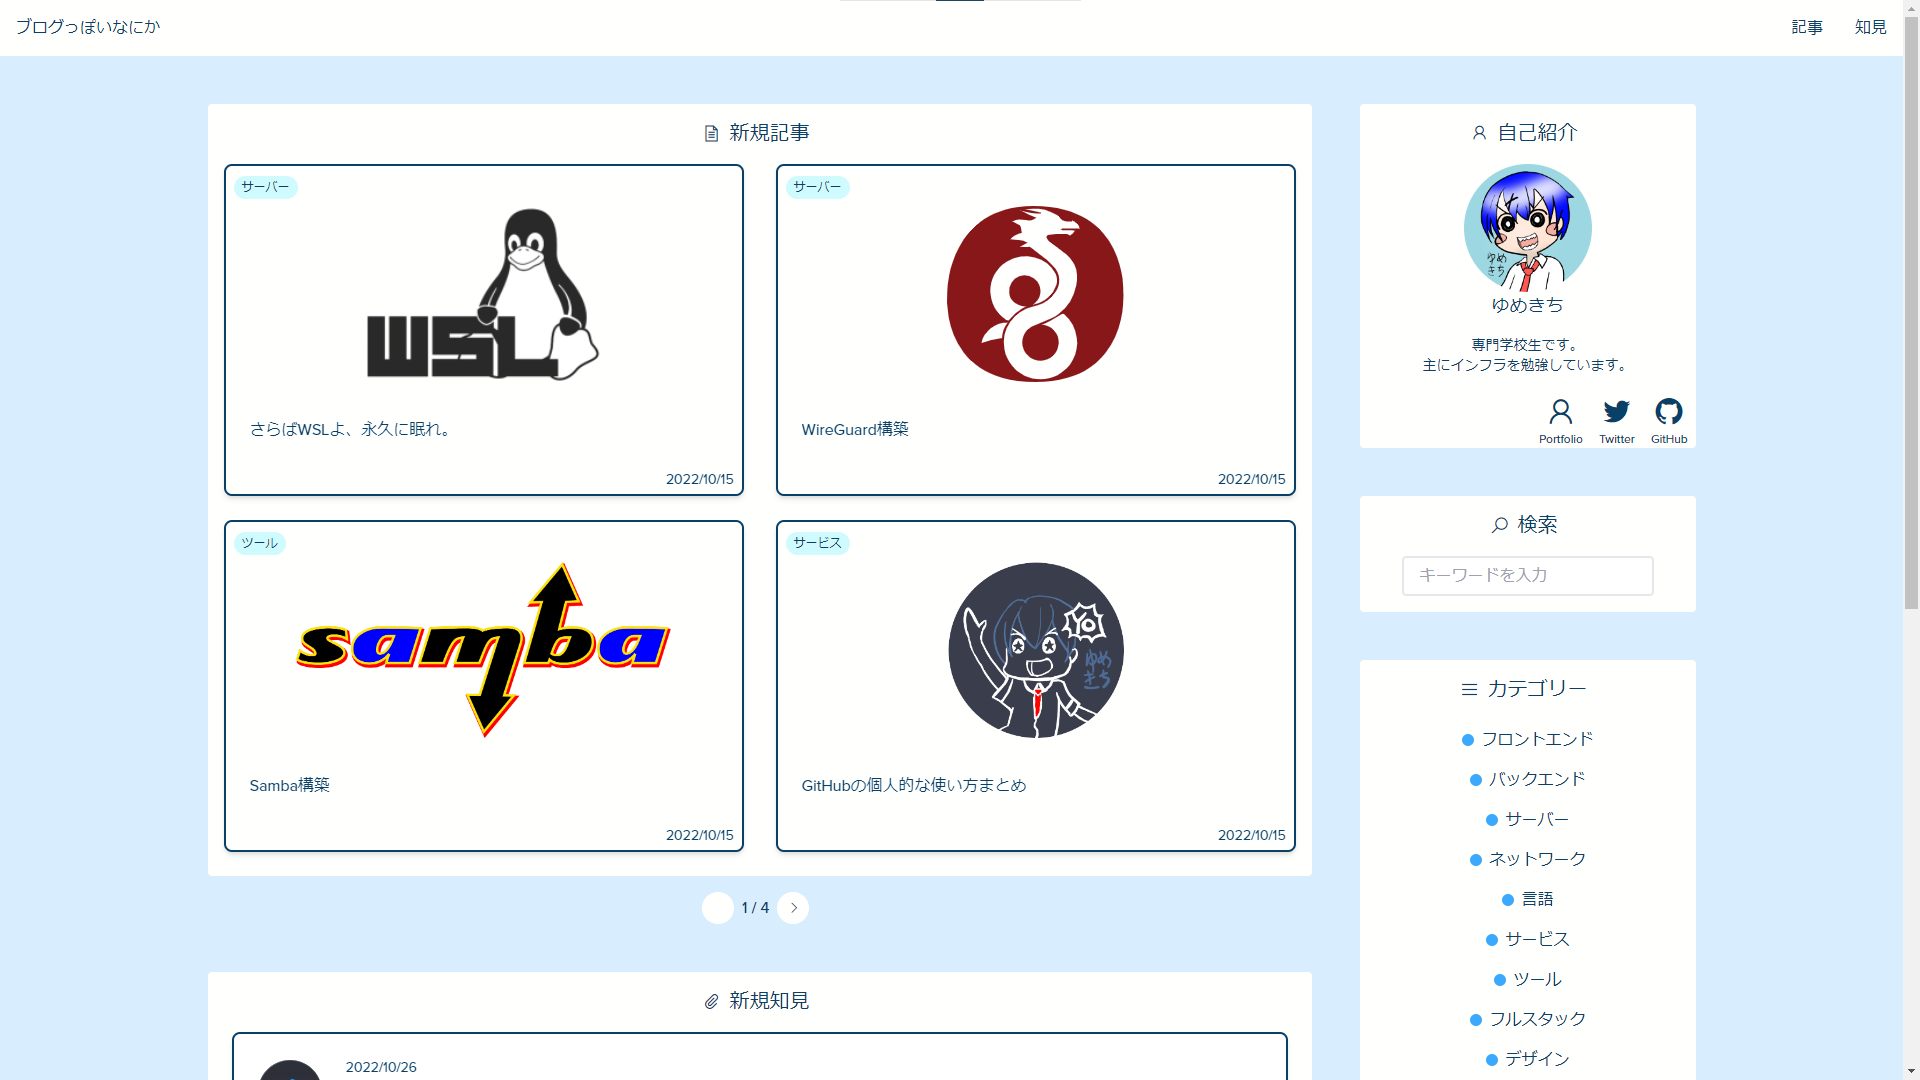 ブログっぽいなにか
記事
知見
新規記事
サーバー
WSL
さらばWSLよ、永久に眠れ。
2022/10/15
サーバー
WireGuard構築
2022/10/15
ツール
samba
Samba構築
2022/10/15
サービス
Yo!
ゆめ
きち
GitHubの個人的な使い方まとめ
2022/10/15
1 / 4
新規知見
2022/10/26
自己紹介
ゆめ
きち
ゆめきち
専門学校生です。
主にインフラを勉強しています。
Portfolio
Twitter
GitHub
検索
キーワードを入力
カテゴリー
フロントエンド
バックエンド
サーバー
ネットワーク
言語
サービス
ツール
フルスタック
デザイン